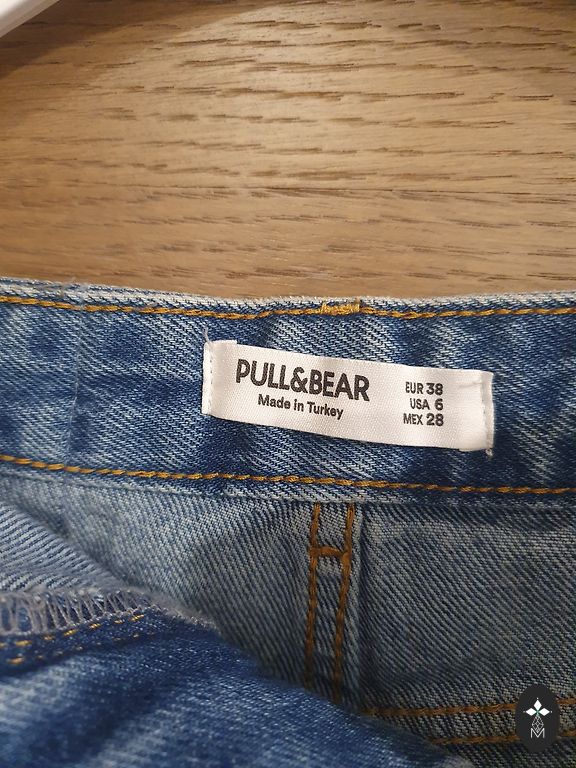 PULL&BEAR
Made in Turkey
EUR 38
USA 6
MEX 28
M